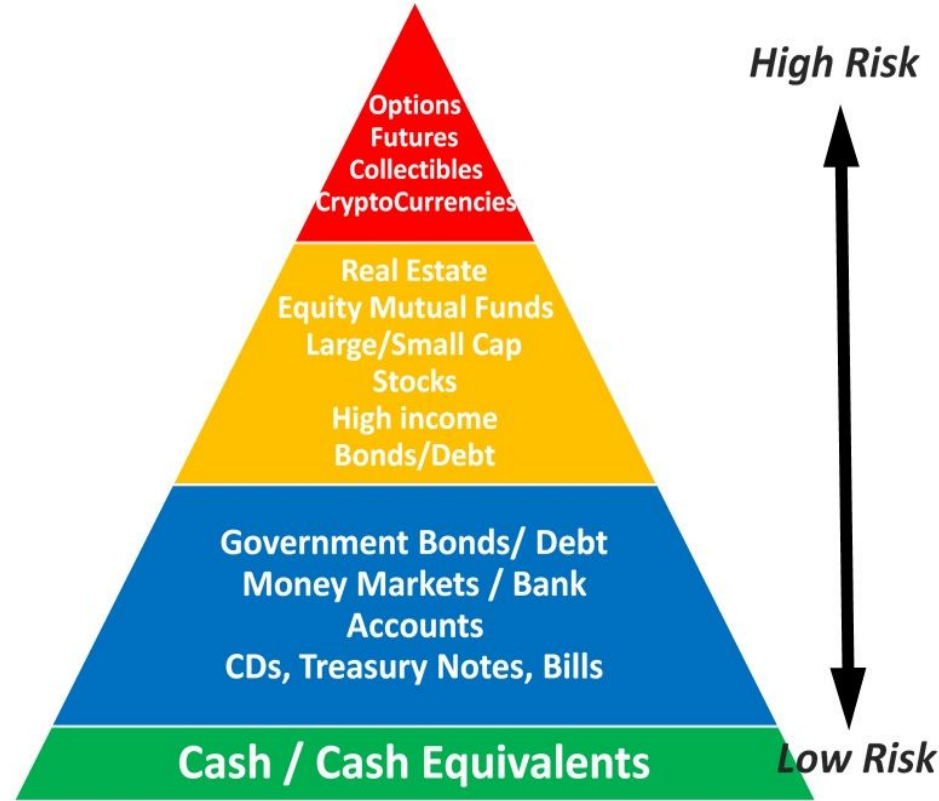 High Risk
Options
Futures
Collectibles
CryptoCurrencies
Real Estate
Equity Mutual Funds
Large/Small Cap
Stocks
High income
Bonds/Debt
Government Bonds/ Debt
Money Markets / Bank
Accounts
CDs, Treasury Notes, Bills
Cash / Cash Equivalents
Low Risk